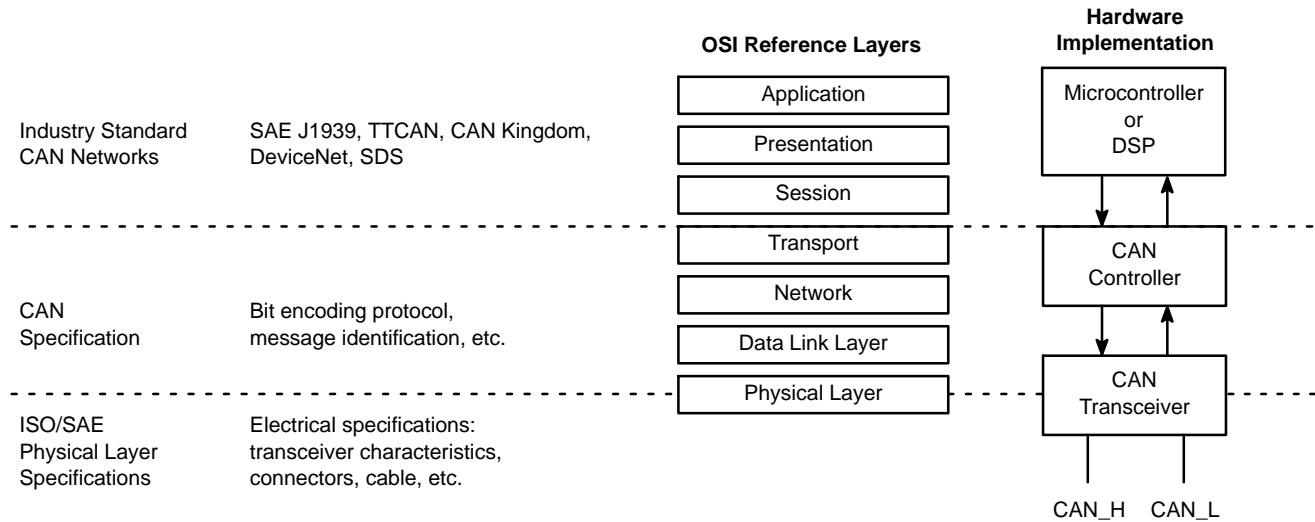 OSI Reference Layers
Hardware
Implementation
Industry Standard
CAN Networks
SAE J1939, TTCAN, CAN Kingdom,
DeviceNet, SDS
Application
Presentation
Session
Microcontroller
or
DSP
CAN
Specification
Bit encoding protocol,
message identification, etc.
Transport
Network
Data Link Layer
CAN
Controller
Physical Layer
CAN
Transceiver
ISO/SAE
Physical Layer
Specifications
Electrical specifications:
transceiver characteristics,
connectors, cable, etc.
CAN_H
CAN_L